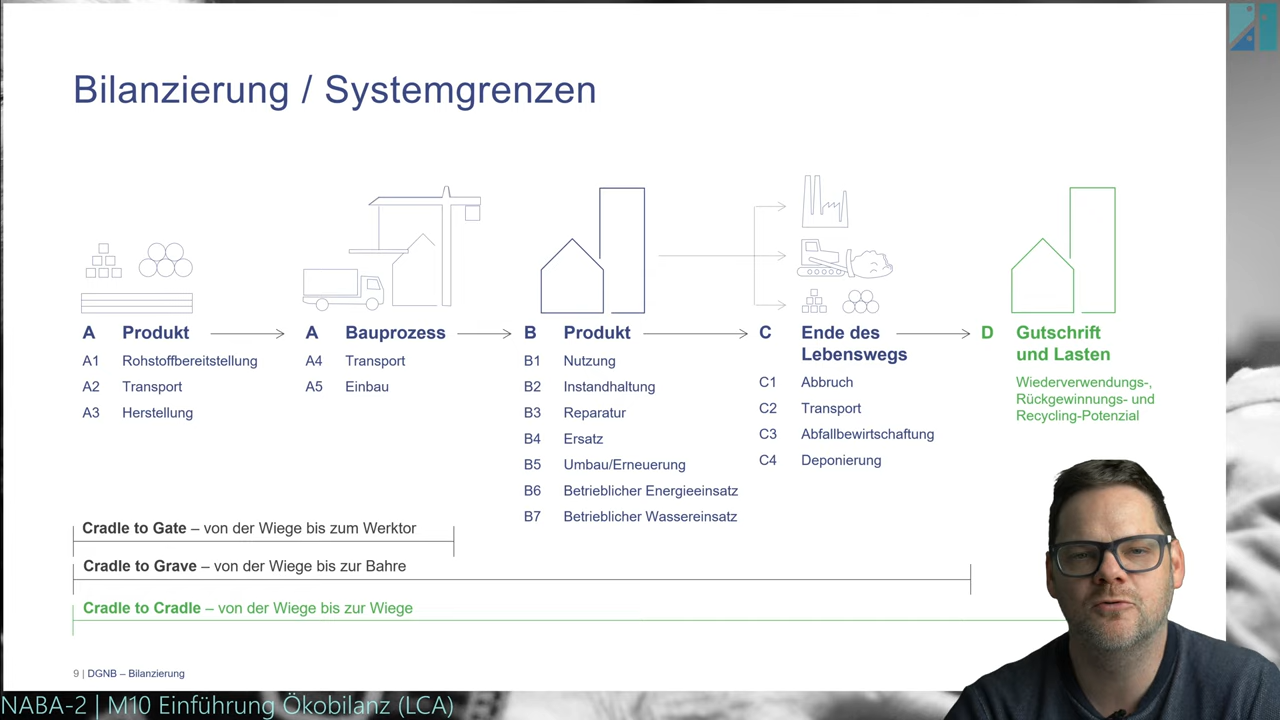 Bilanzierung / Systemgrenzen
A Produkt
A1 Rohstoffbereitstellung
A2 Transport
A3 Herstellung
A Bauprozess
A4 Transport
A5 Einbau
B Produkt
B1 Nutzung
B2 Instandhaltung
B3 Reparatur
B4 Ersatz
B5 Umbau/Erneuerung
B6 Betrieblicher Energieeinsatz
B7 Betrieblicher Wassereinsatz
C Ende des
Lebenswegs
C1 Abbruch
C2 Transport
C3 Abfallbewirtschaftung
C4 Deponierung
D Gutschrift
und Lasten
Wiederverwendungs-,
Rückgewinnungs- und
Recycling-Potenzial
Cradle to Gate – von der Wiege bis zum Werktor
Cradle to Grave – von der Wiege bis zur Bahre
Cradle to Cradle – von der Wiege bis zur Wiege
9 | DGNB – Bilanzierung
NABA-2 | M10 Einführung Ökobilanz (LCA)